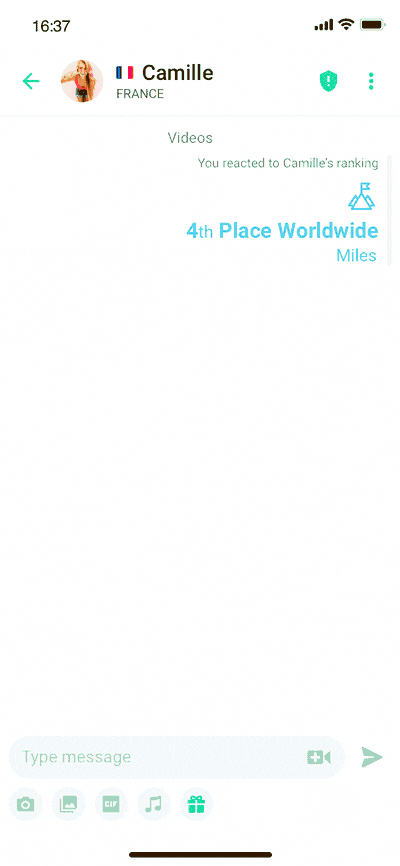 16:37
Camille
FRANCE
Videos
You reacted to Camille's ranking
4th Place Worldwide
Miles
Type message
GIF